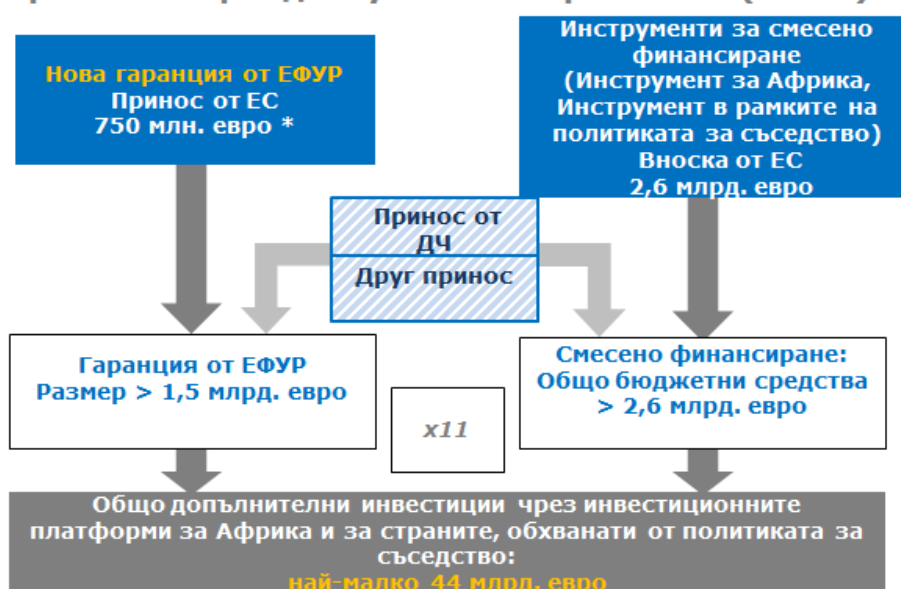 Нова гаранция от ЕФУР
Принос от ЕС
750 млн. евро *
Инструменти за смесено
финансиране
(Инструмент за Африка,
Инструмент в рамките на
политиката за съседство)
Вноска от ЕС
2,6 млрд. евро
Принос от
ДЧ
Друг принос
Гаранция от ЕФУР
Размер > 1,5 млрд. евро
x11
Смесено финансиране:
Общо бюджетни средства
> 2,6 млрд. евро
Общо допълнителни инвестиции чрез инвестиционните
платформи за Африка и за страните, обхванати от политиката за
съседство:
най-малко 44 млрд. евро